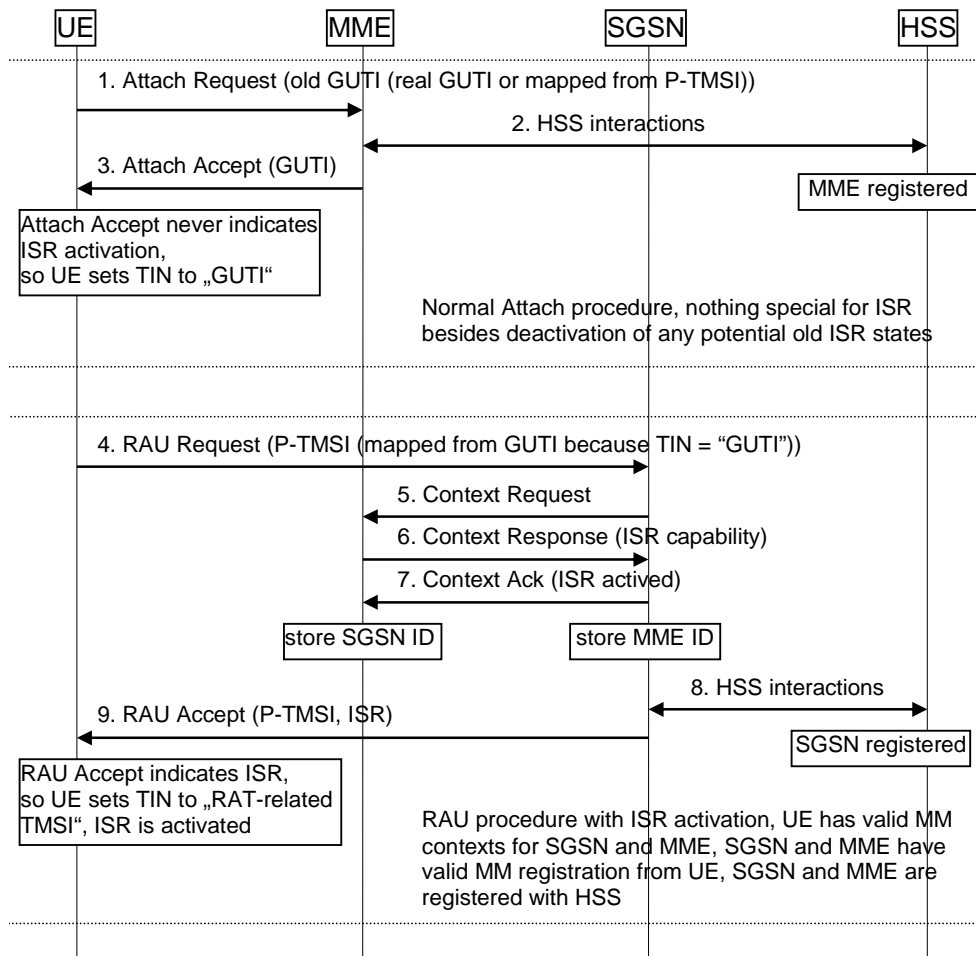 UE
MME
SGSN
HSS
1. Attach Request (old GUTI (real GUTI or mapped from P-TMSI))
2. HSS interactions
3. Attach Accept (GUTI)
MME registered
Attach Accept never indicates
ISR activation,
so UE sets TIN to „GUTI“
Normal Attach procedure, nothing special for ISR
besides deactivation of any potential old ISR states
4. RAU Request (P-TMSI (mapped from GUTI because TIN = “GUTI”))
5. Context Request
6. Context Response (ISR capability)
7. Context Ack (ISR actived)
store SGSN ID
store MME ID
8. HSS interactions
9. RAU Accept (P-TMSI, ISR)
SGSN registered
RAU Accept indicates ISR,
so UE sets TIN to „RAT-related
TMSI“, ISR is activated
RAU procedure with ISR activation, UE has valid MM
contexts for SGSN and MME, SGSN and MME have
valid MM registration from UE, SGSN and MME are
registered with HSS